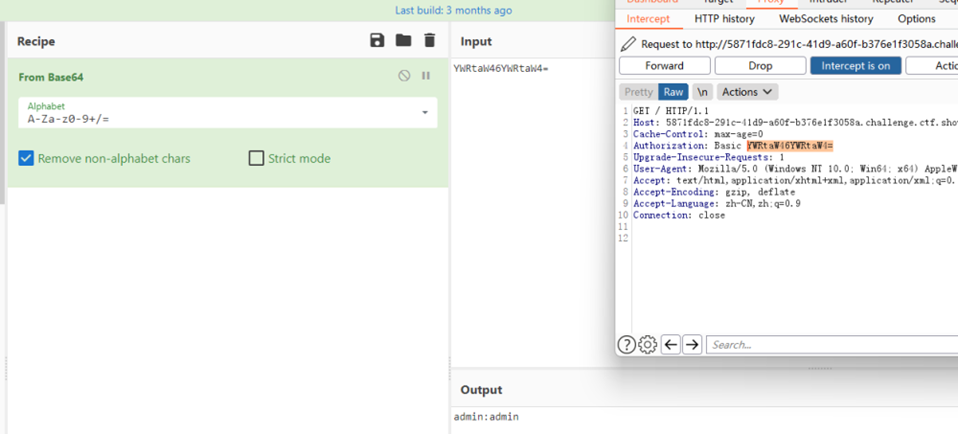 Last build: 3 months ago
Recipe
From Base64
Alphabet
A-Za-z0-9+/=
Remove non-alphabet chars
Strict mode
Input
YWRtaW46YWRtaW4=
Output
admin:admin
Dashboard Target Proxy Intruder Repeater
Intercept HTTP history WebSockets history Options
Request to http://5871fdc8-291c-41d9-a60f-b376e1f3058a.challe
Forward Drop Intercept is on Actio
Pretty Raw \n Actions
1 GET / HTTP/1.1
2 Host: 5871fdc8-291c-41d9-a60f-b376e1f3058a.challenge.ctf.show
3 Cache-Control: max-age=0
4 Authorization: Basic YWRtaW46YWRtaW4=
5 Upgrade-Insecure-Requests: 1
6 User-Agent: Mozilla/5.0 (Windows NT 10.0; Win64; x64) AppleW
7 Accept: text/html,application/xhtml+xml,application/xml;q=0.
8 Accept-Encoding: gzip, deflate
9 Accept-Language: zh-CN,zh;q=0.9
10 Connection: close
11
12
Search...